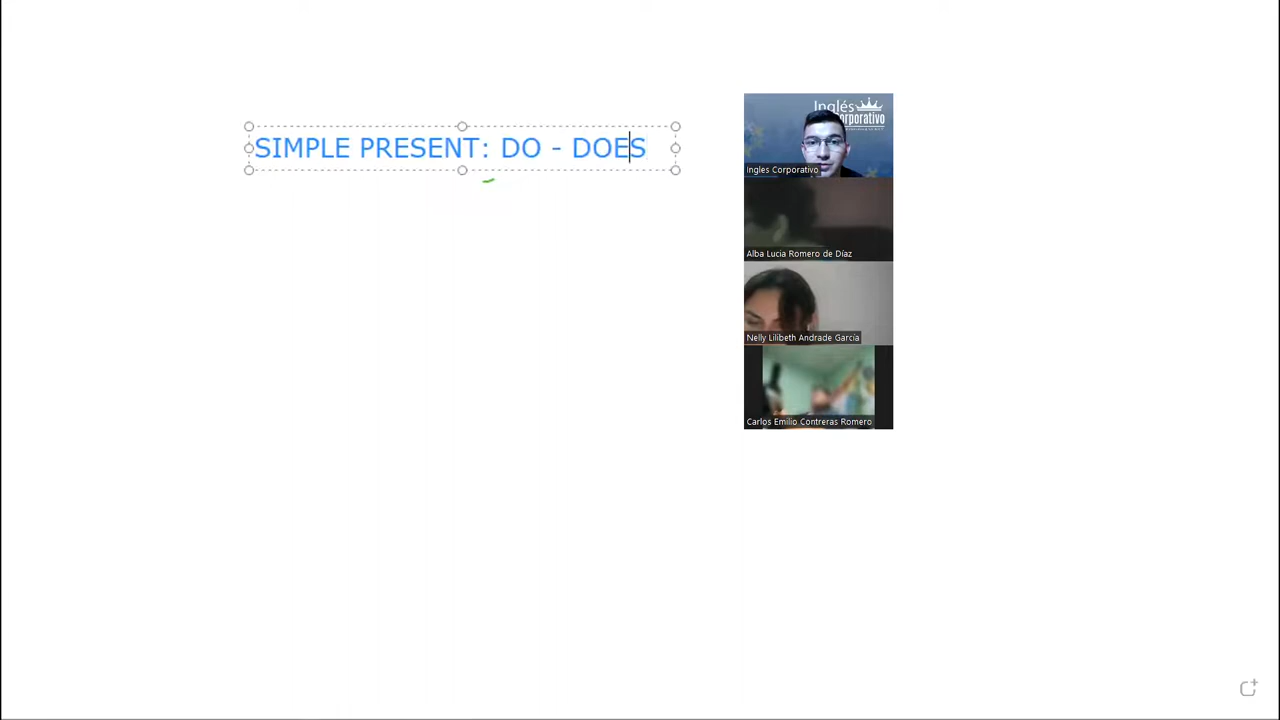 SIMPLE PRESENT: DO - DOES
Inglés
Corporativo
Ingles Corporativo
Alba Lucia Romero de Díaz
Nelly Lilibeth Andrade García
Carlos Emilio Contreras Romero